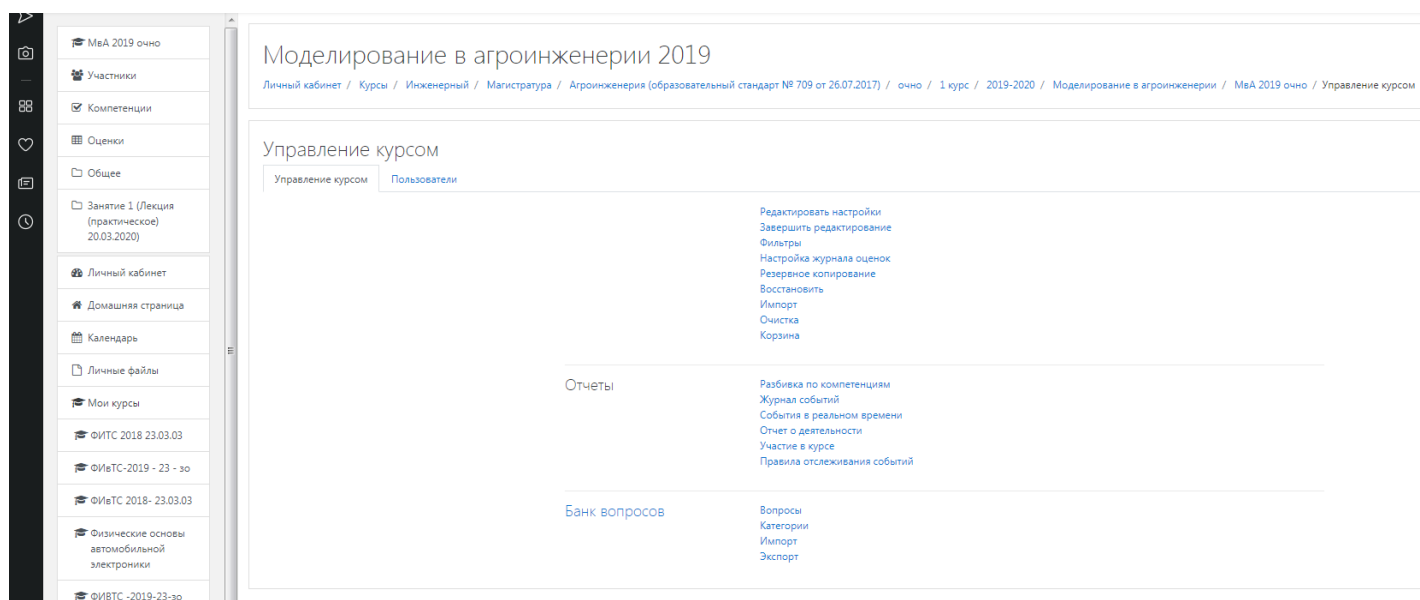 МвА 2019 очно
Участники
Компетенции
Оценки
Общее
Занятие 1 (Лекция
(практическое)
20.03.2020)
Личный кабинет
Домашняя страница
Календарь
Личные файлы
Мои курсы
ФИТС 2018 23.03.03
ФИвТС-2019 - 23 - зо
ФИвТС 2018- 23.03.03
Физические основы
автомобильной
электроники
ФИВТС -2019-23-зо
Моделирование в агроинженерии 2019
Личный кабинет / Курсы / Инженерный / Магистратура / Агроинженерия (образовательный стандарт № 709 от 26.07.2017) / очно / 1 курс / 2019-2020 / Моделирование в агроинженерии / МвА 2019 очно / Управление курсом
Управление курсом
Управление курсом Пользователи
Редактировать настройки
Завершить редактирование
Фильтры
Настройка журнала оценок
Резервное копирование
Восстановить
Импорт
Очистка
Корзина
Отчеты
Разбивка по компетенциям
Журнал событий
События в реальном времени
Отчет о деятельности
Участие в курсе
Правила отслеживания событий
Банк вопросов
Вопросы
Категории
Импорт
Экспорт